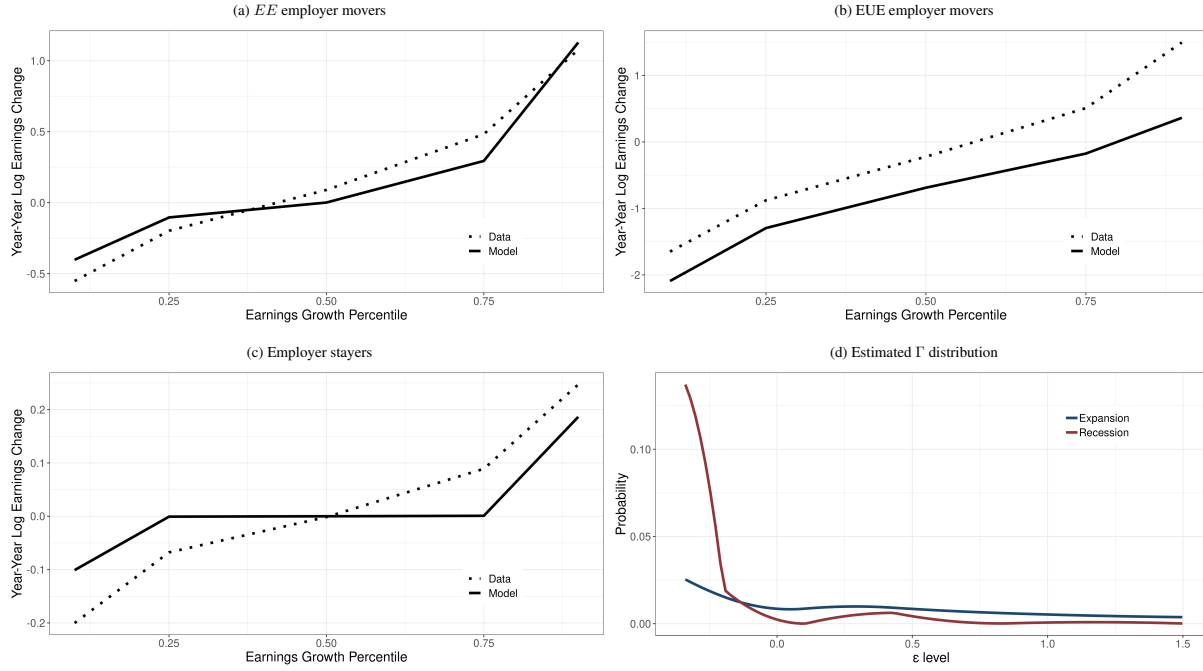 (a) EE employer movers
Year-Year Log Earnings Change
1.0
0.5
0.0
-0.5
Data
Model
0.25 0.50 0.75
Earnings Growth Percentile
(b) EUE employer movers
Year-Year Log Earnings Change
1
0
-1
-2
Data
Model
0.25 0.50 0.75
Earnings Growth Percentile
(c) Employer stayers
Year-Year Log Earnings Change
0.2
0.1
0.0
-0.1
-0.2
Data
Model
0.25 0.50 0.75
Earnings Growth Percentile
(d) Estimated Γ distribution
Probability
0.10
0.05
0.00
Expansion
Recession
0.0 0.5 1.0 1.5
ε level